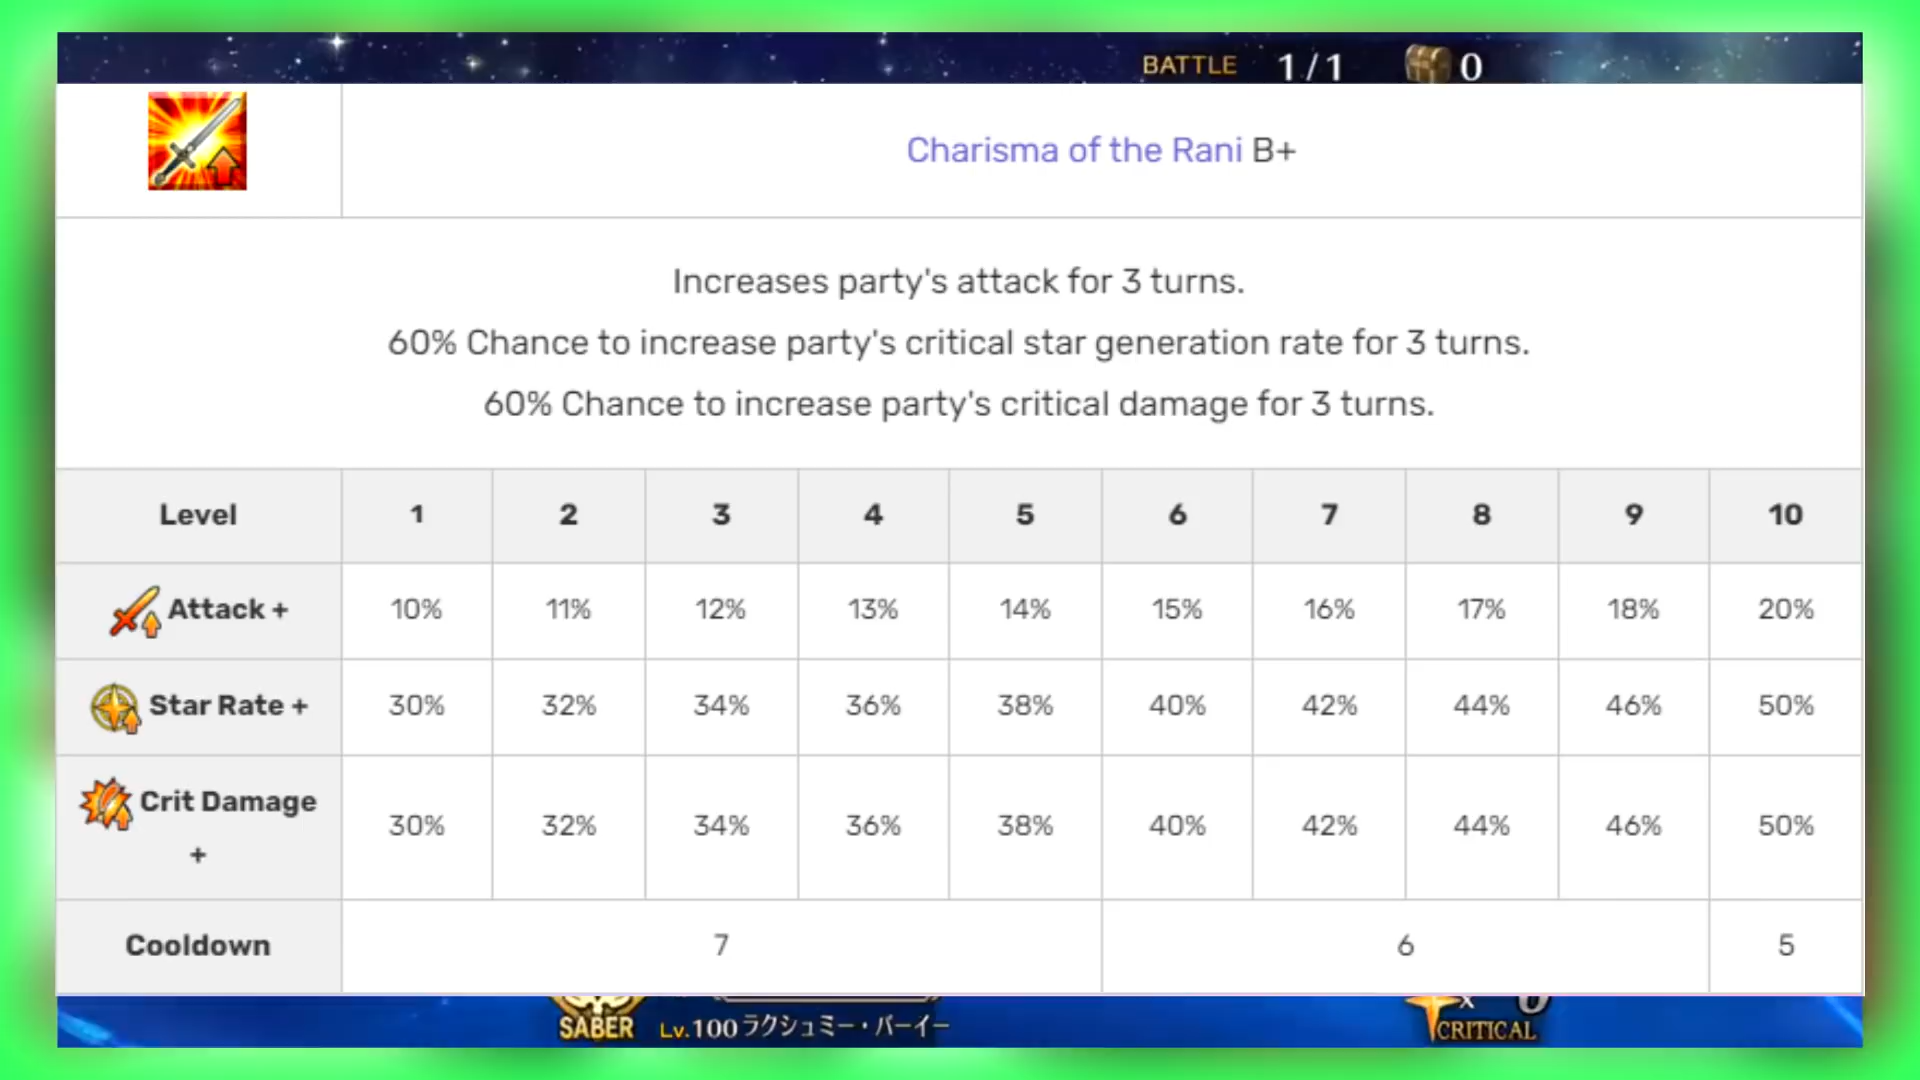 BATTLE 1/1 0
Charisma of the Rani B+
Increases party's attack for 3 turns.
60% Chance to increase party's critical star generation rate for 3 turns.
60% Chance to increase party's critical damage for 3 turns.
Level 1 2 3 4 5 6 7 8 9 10
Attack + 10% 11% 12% 13% 14% 15% 16% 17% 18% 20%
Star Rate + 30% 32% 34% 36% 38% 40% 42% 44% 46% 50%
Crit Damage
+ 30% 32% 34% 36% 38% 40% 42% 44% 46% 50%
Cooldown 7 6 5
x 0
SABER Lv.100 ラクシュミー・バーイー CRITICAL